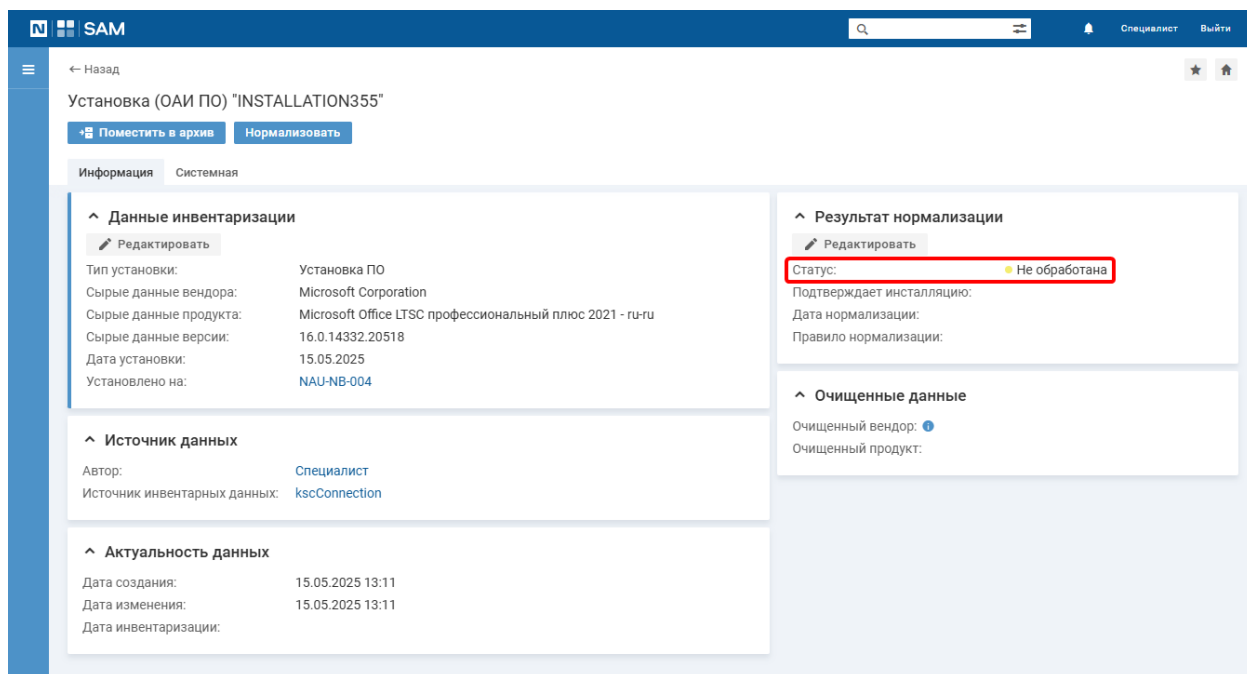 N SAM Специалист Выйти
← Назад
Установка (ОАИ ПО) "INSTALLATION355"
Поместить в архив Нормализовать
Информация Системная
Данные инвентаризации
Редактировать
Тип установки: Установка ПО
Сырые данные вендора: Microsoft Corporation
Сырые данные продукта: Microsoft Office LTSC профессиональный плюс 2021 - ru-ru
Сырые данные версии: 16.0.14332.20518
Дата установки: 15.05.2025
Установлено на: NAU-NB-004
Источник данных
Автор: Специалист
Источник инвентарных данных: kscConnection
Актуальность данных
Дата создания: 15.05.2025 13:11
Дата изменения: 15.05.2025 13:11
Дата инвентаризации:
Результат нормализации
Редактировать
Статус: Не обработана
Подтверждает инсталляцию:
Дата нормализации:
Правило нормализации:
Очищенные данные
Очищенный вендор:
Очищенный продукт: